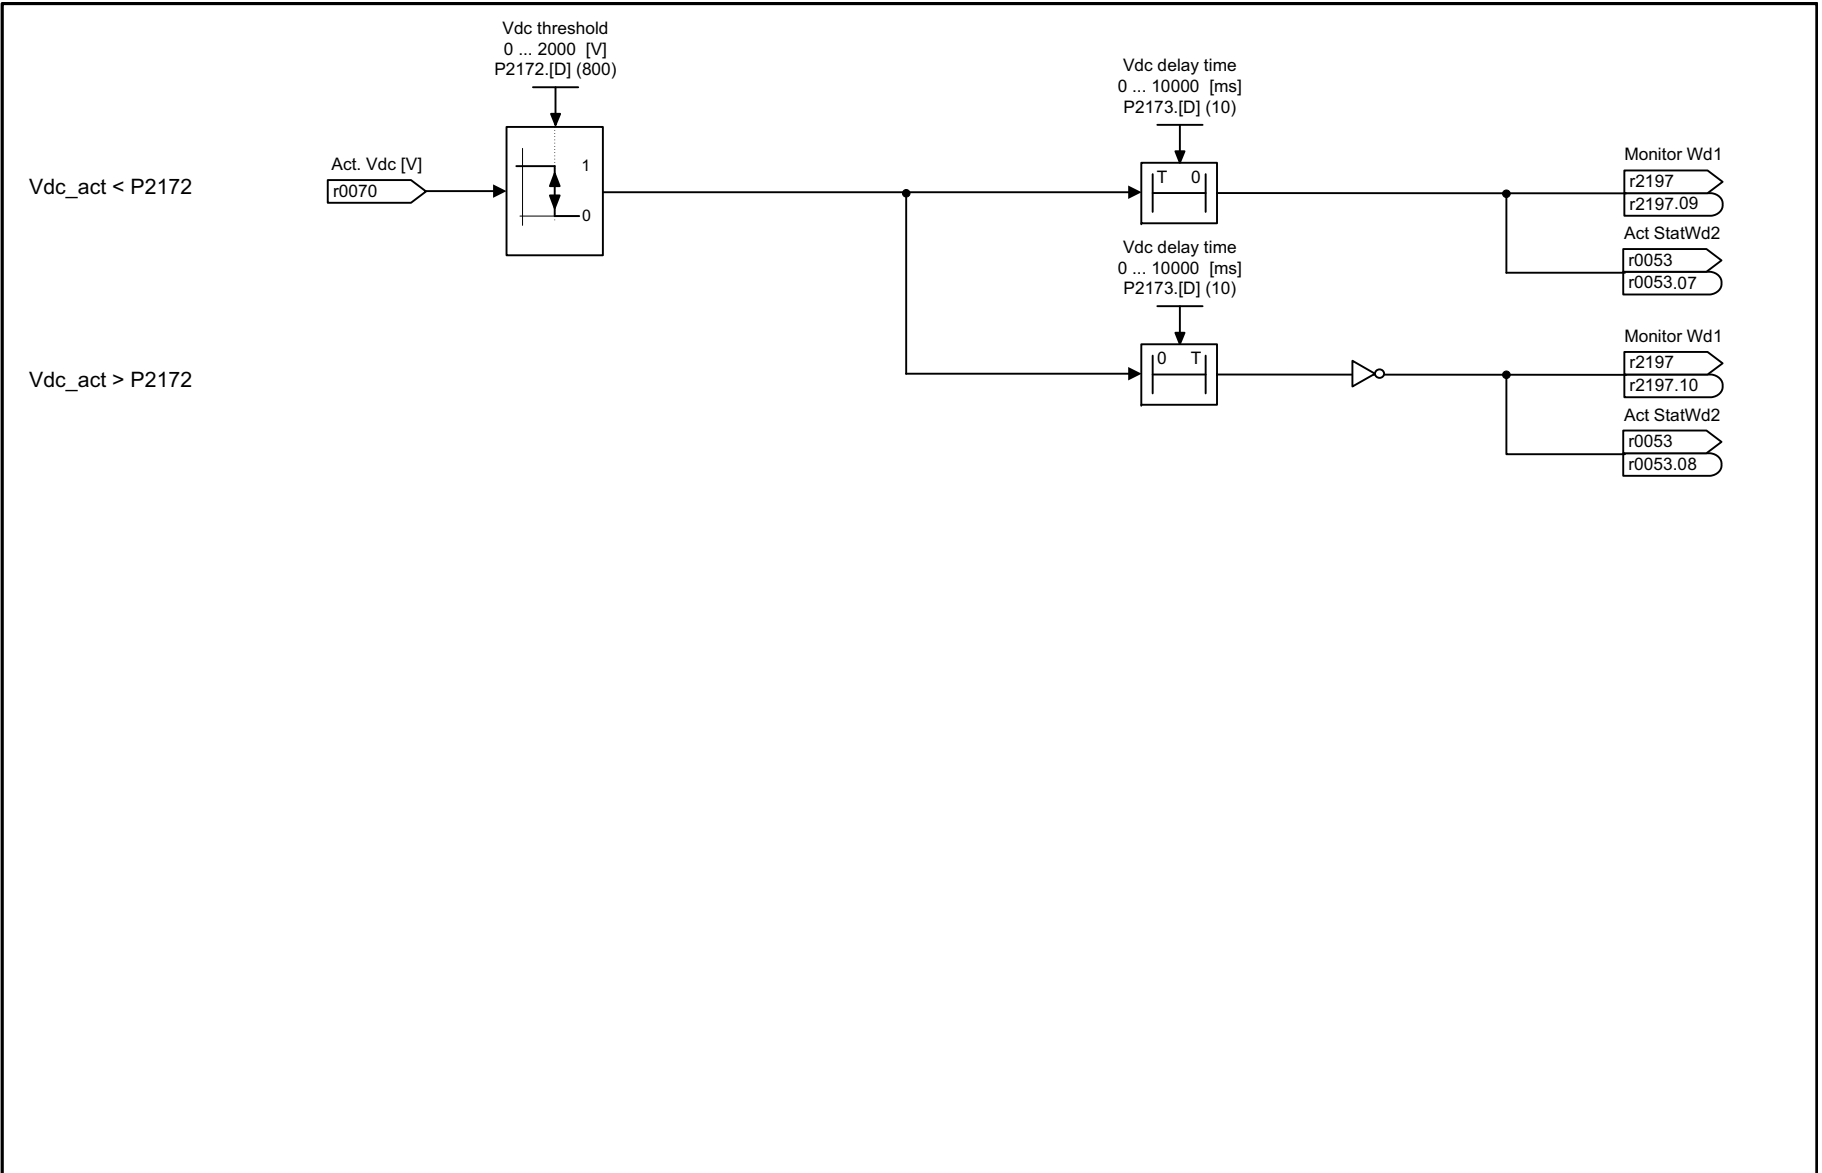 Vdc threshold
0 ... 2000 [V]
P2172.[D] (800)
Vdc delay time
0 ... 10000 [ms]
P2173.[D] (10)
Vdc_act < P2172
Act. Vdc [V]
r0070
1
0
T 0
Monitor Wd1
r2197
r2197.09
Act StatWd2
r0053
r0053.07
Vdc delay time
0 ... 10000 [ms]
P2173.[D] (10)
Vdc_act > P2172
0 T
Monitor Wd1
r2197
r2197.10
Act StatWd2
r0053
r0053.08